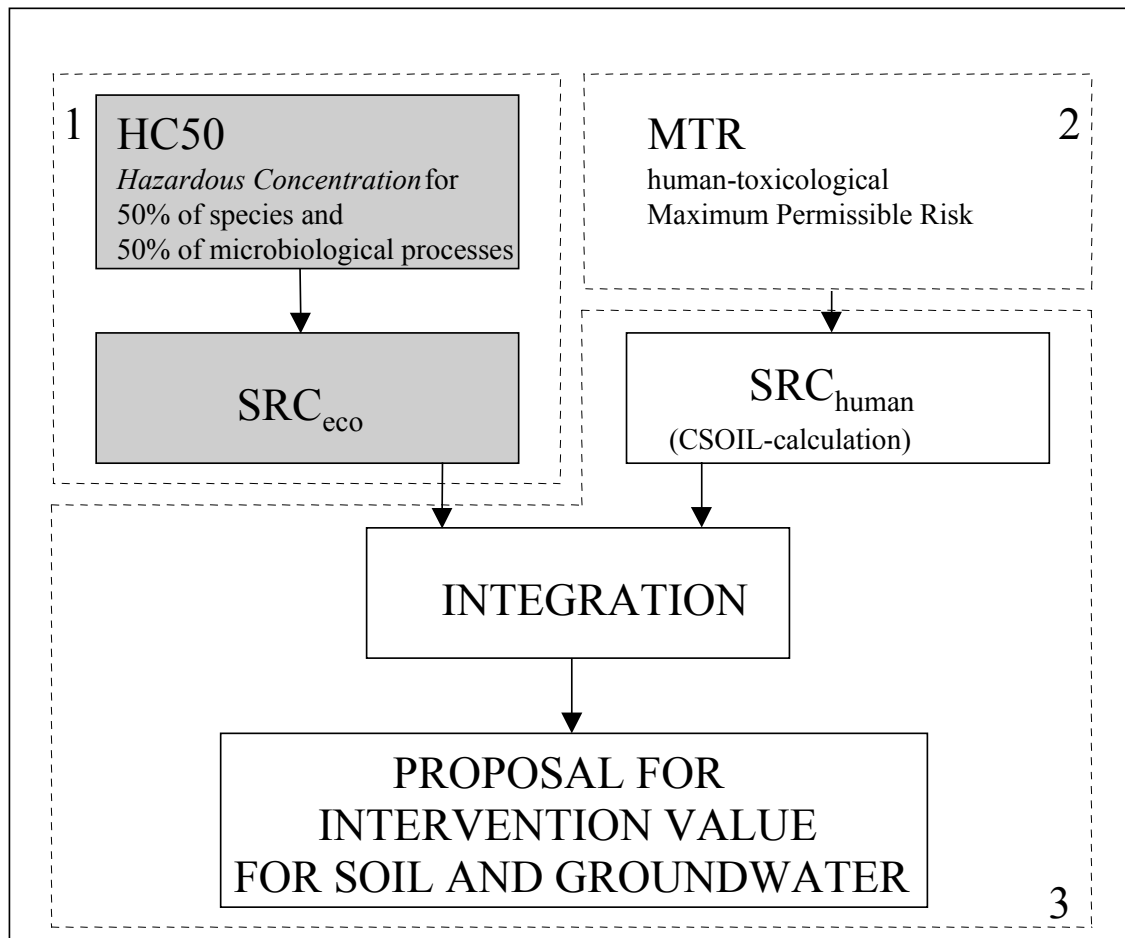 1
HC50
Hazardous Concentration for
50% of species and
50% of microbiological processes
2
MTR
human-toxicological
Maximum Permissible Risk
SRCeco
SRChuman
(CSOIL-calculation)
INTEGRATION
PROPOSAL FOR
INTERVENTION VALUE
FOR SOIL AND GROUNDWATER
3